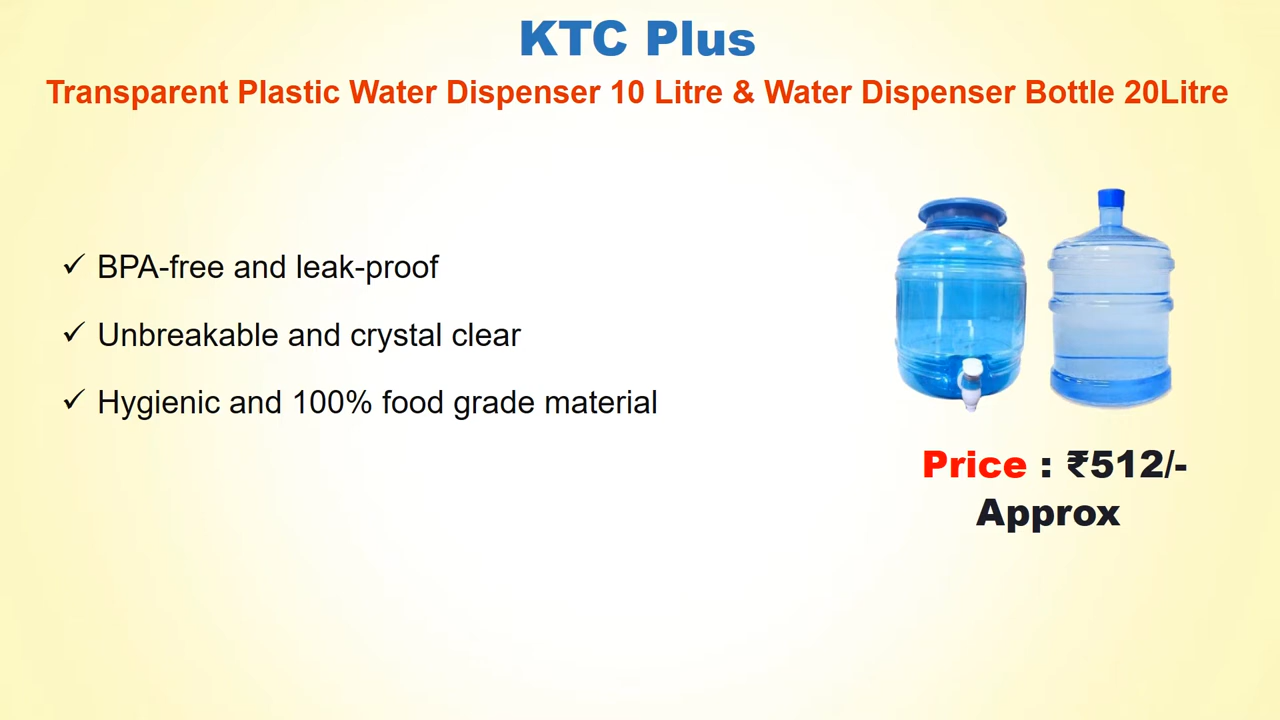 KTC Plus
Transparent Plastic Water Dispenser 10 Litre & Water Dispenser Bottle 20Litre
✓ BPA-free and leak-proof
✓ Unbreakable and crystal clear
✓ Hygienic and 100% food grade material
Price : ₹512/-
Approx